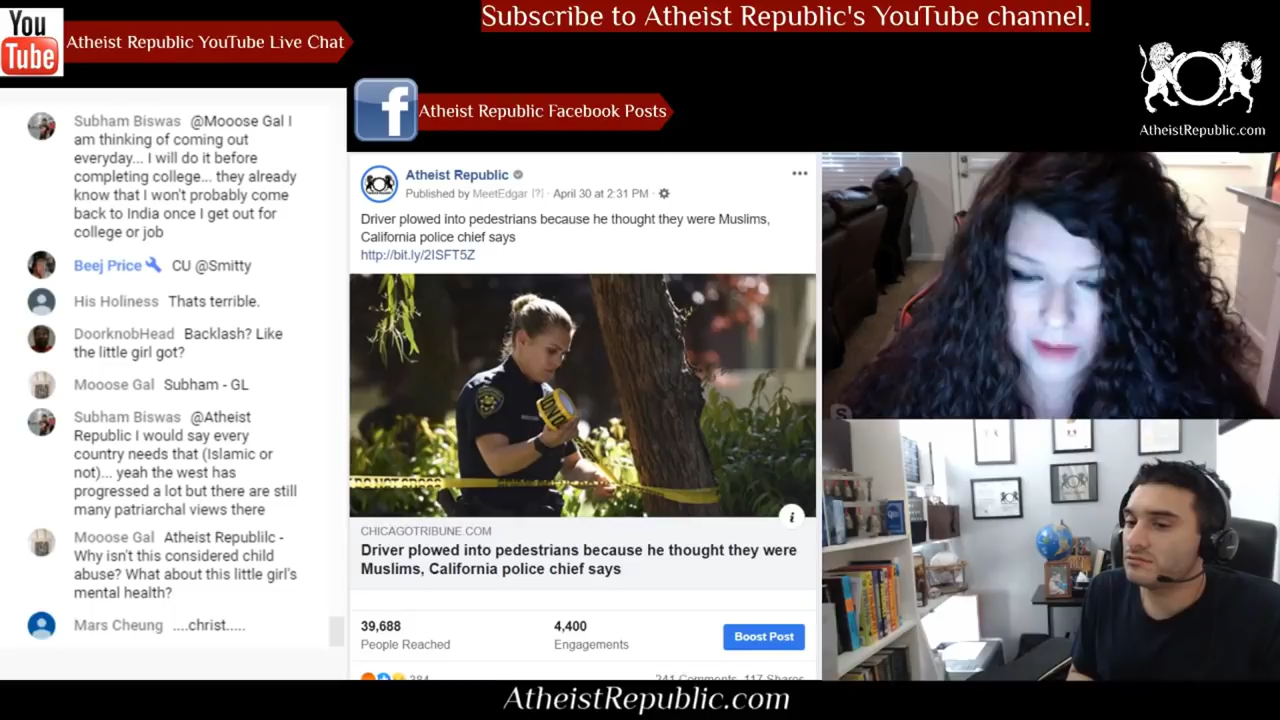 Subscribe to Atheist Republic's YouTube channel.
You
Tube
Atheist Republic YouTube Live Chat
AtheistRepublic.com
Subham Biswas @Mooose Gal I
am thinking of coming out
everyday... I will do it before
completing college... they already
know that I won't probably come
back to India once I get out for
college or job
Beej Price CU @Smitty
His Holiness Thats terrible.
DoorknobHead Backlash? Like
the little girl got?
Mooose Gal Subham - GL
Subham Biswas @Atheist
Republic I would say every
country needs that (Islamic or
not)... yeah the west has
progressed a lot but there are still
many patriarchal views there
Mooose Gal Atheist Republilc -
Why isn't this considered child
abuse? What about this little girl's
mental health?
Mars Cheung ....christ.....
f
Atheist Republic Facebook Posts
Atheist Republic
Published by MeetEdgar [?] · April 30 at 2:31 PM ·
Driver plowed into pedestrians because he thought they were Muslims,
California police chief says
http://bit.ly/2ISFT5Z
CHICAGOTRIBUNE.COM
Driver plowed into pedestrians because he thought they were
Muslims, California police chief says
39,688
People Reached
4,400
Engagements
Boost Post
384
241 Comments 117 Shares
AtheistRepublic.com